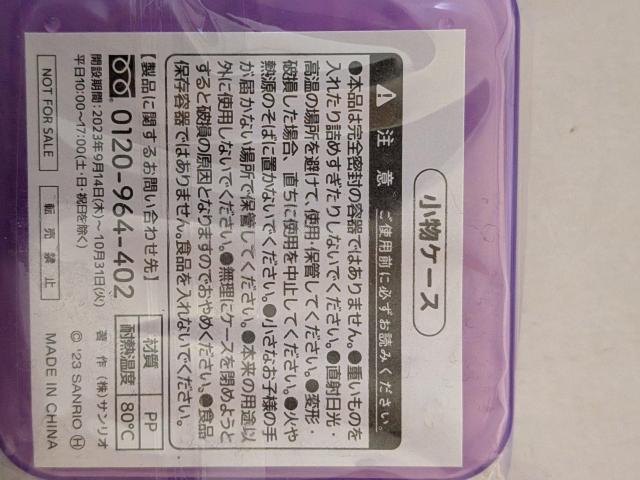 小物ケース
注意 ご使用前に必ずお読みください。
●本品は完全密封の容器ではありません。●重いものを
入れたり詰めすぎたりしないでください。●直射日光・
高温の場所を避けて、使用・保管してください。●変形・
破損した場合、直ちに使用を中止してください。●火や
熱源のそばに置かないでください。●小さなお子様の手
が届かない場所で保管してください。●本来の用途以
外に使用しないでください。●無理にケースを閉めようと
すると破損の原因となりますのでおやめください。●食品
保存容器ではありません。食品を入れないでください。
【製品に関するお問い合わせ先】
0120-964-402
開設期間：2023年9月14日(木)～10月31日(火)
平日10:00～17:00(土・日・祝日を除く)
材質 PP
耐熱温度 80℃
著作 (株)サンリオ
© '23 SANRIO Ⓗ
NOT FOR SALE
転売禁止
MADE IN CHINA